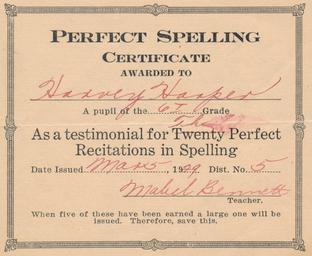 PERFECT SPELLING
CERTIFICATE
AWARDED TO
Harvey Harper
A pupil of the 6th Grade
As a testimonial for Twenty Perfect
Recitations in Spelling
Date Issued Mar 5, 1929 Dist. No. 5
Mabel Bennett
Teacher.
When five of these have been earned a large one will be
issued. Therefore, save this.